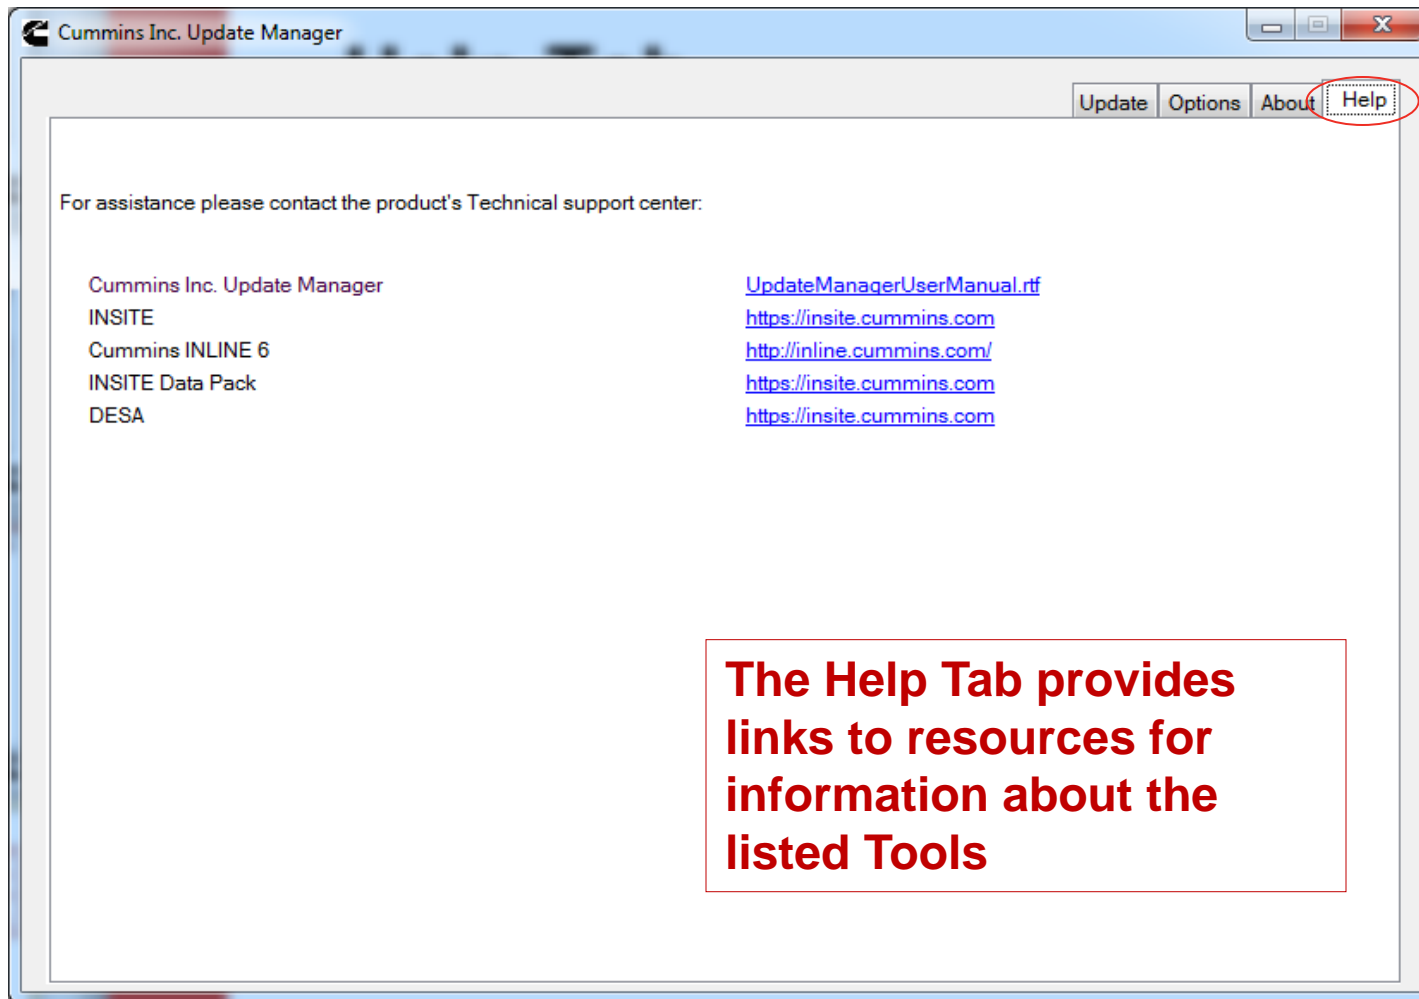 Cummins Inc. Update Manager
Update Options About Help
For assistance please contact the product's Technical support center:
Cummins Inc. Update Manager UpdateManagerUserManual.rtf
INSITE https://insite.cummins.com
Cummins INLINE 6 http://inline.cummins.com/
INSITE Data Pack https://insite.cummins.com
DESA https://insite.cummins.com
The Help Tab provides
links to resources for
information about the
listed Tools